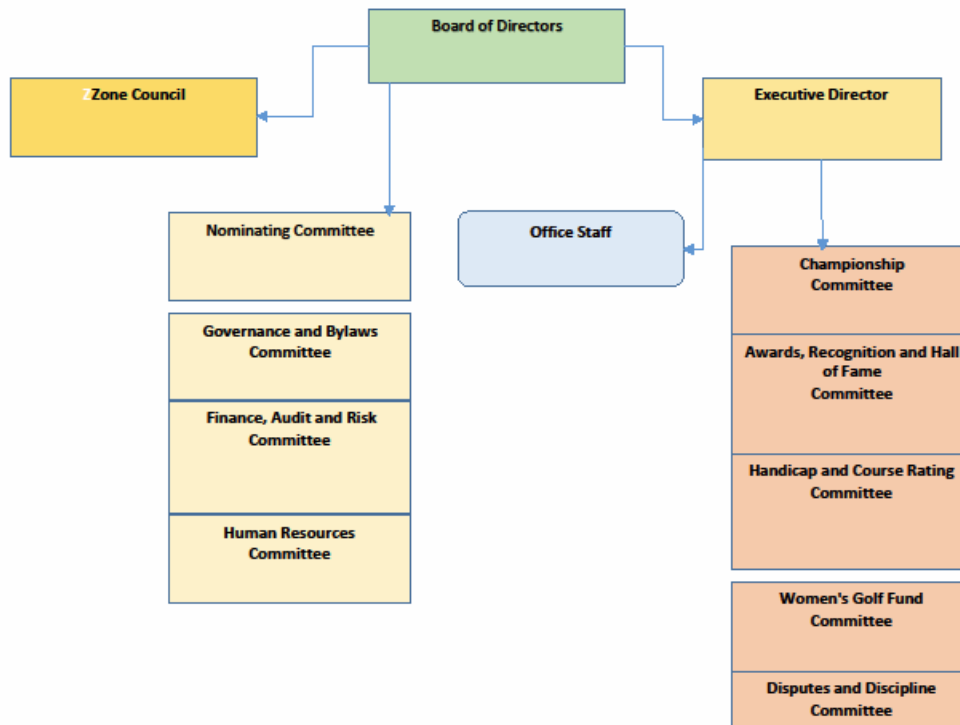 Board of Directors
ZZone Council
Executive Director
Nominating Committee
Office Staff
Governance and Bylaws
Committee
Finance, Audit and Risk
Committee
Human Resources
Committee
Championship
Committee
Awards, Recognition and Hall
of Fame
Committee
Handicap and Course Rating
Committee
Women's Golf Fund
Committee
Disputes and Discipline
Committee